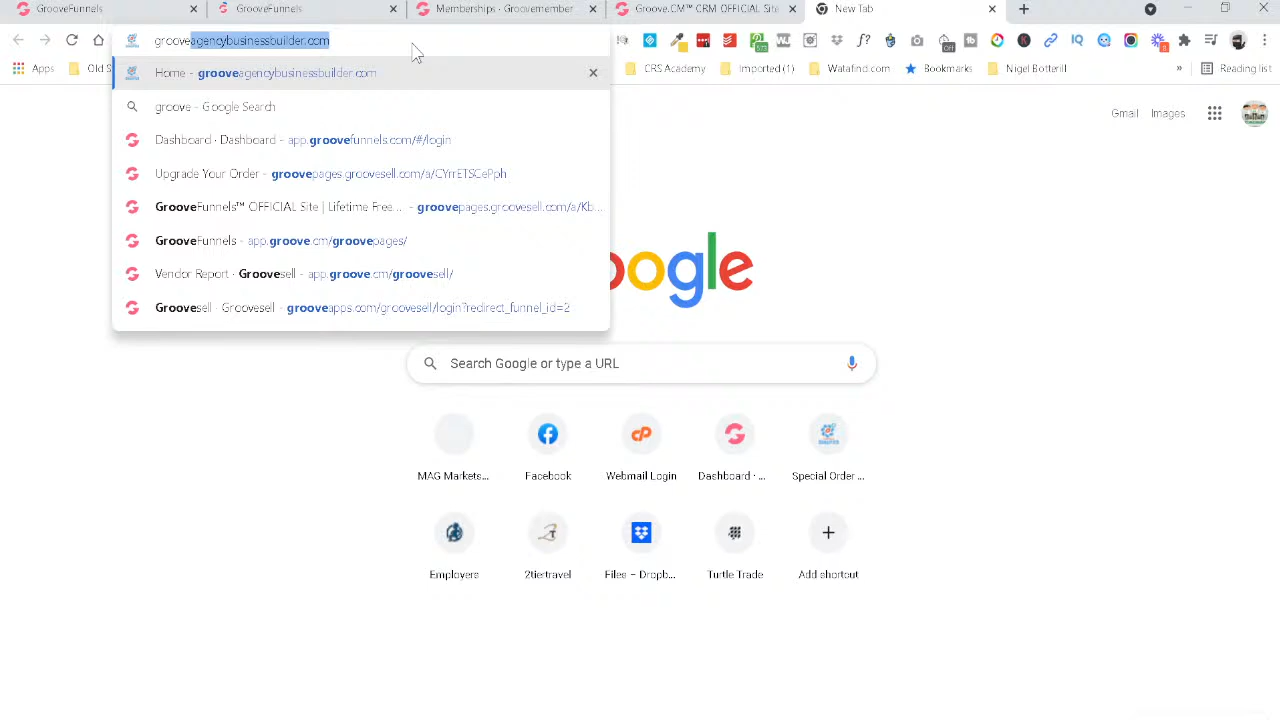 GrooveFunnels
GrooveFunnels
Memberships · Groovemember
Groove.CM™ CRM OFFICIAL Site
New Tab
grooveagencybusinessbuilder.com
Apps
Old S
CRS Academy
Imported (1)
Watafind.com
Bookmarks
Nigel Botterill
»
Reading list
Home - grooveagencybusinessbuilder.com
groove - Google Search
Dashboard · Dashboard - app.groovefunnels.com/#/login
Upgrade Your Order - groovepages.groovesell.com/a/CYrrETSCePph
GrooveFunnels™ OFFICIAL Site | Lifetime Free... - groovepages.groovesell.com/a/Kb...
GrooveFunnels - app.groove.cm/groovepages/
Vendor Report · Groovesell - app.groove.cm/groovesell/
Groovesell - Groovesell - grooveapps.com/groovesell/login?redirect_funnel_id=2
Gmail Images
oogle
Search Google or type a URL
MAG Markets...
Facebook
Webmail Login
Dashboard · ...
Special Order ...
Employers
2tiertravel
Files - Dropb...
Turtle Trade
Add shortcut